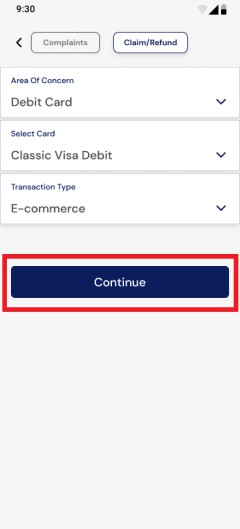 9:30
Complaints
Claim/Refund
Area Of Concern
Debit Card
Select Card
Classic Visa Debit
Transaction Type
E-commerce
Continue